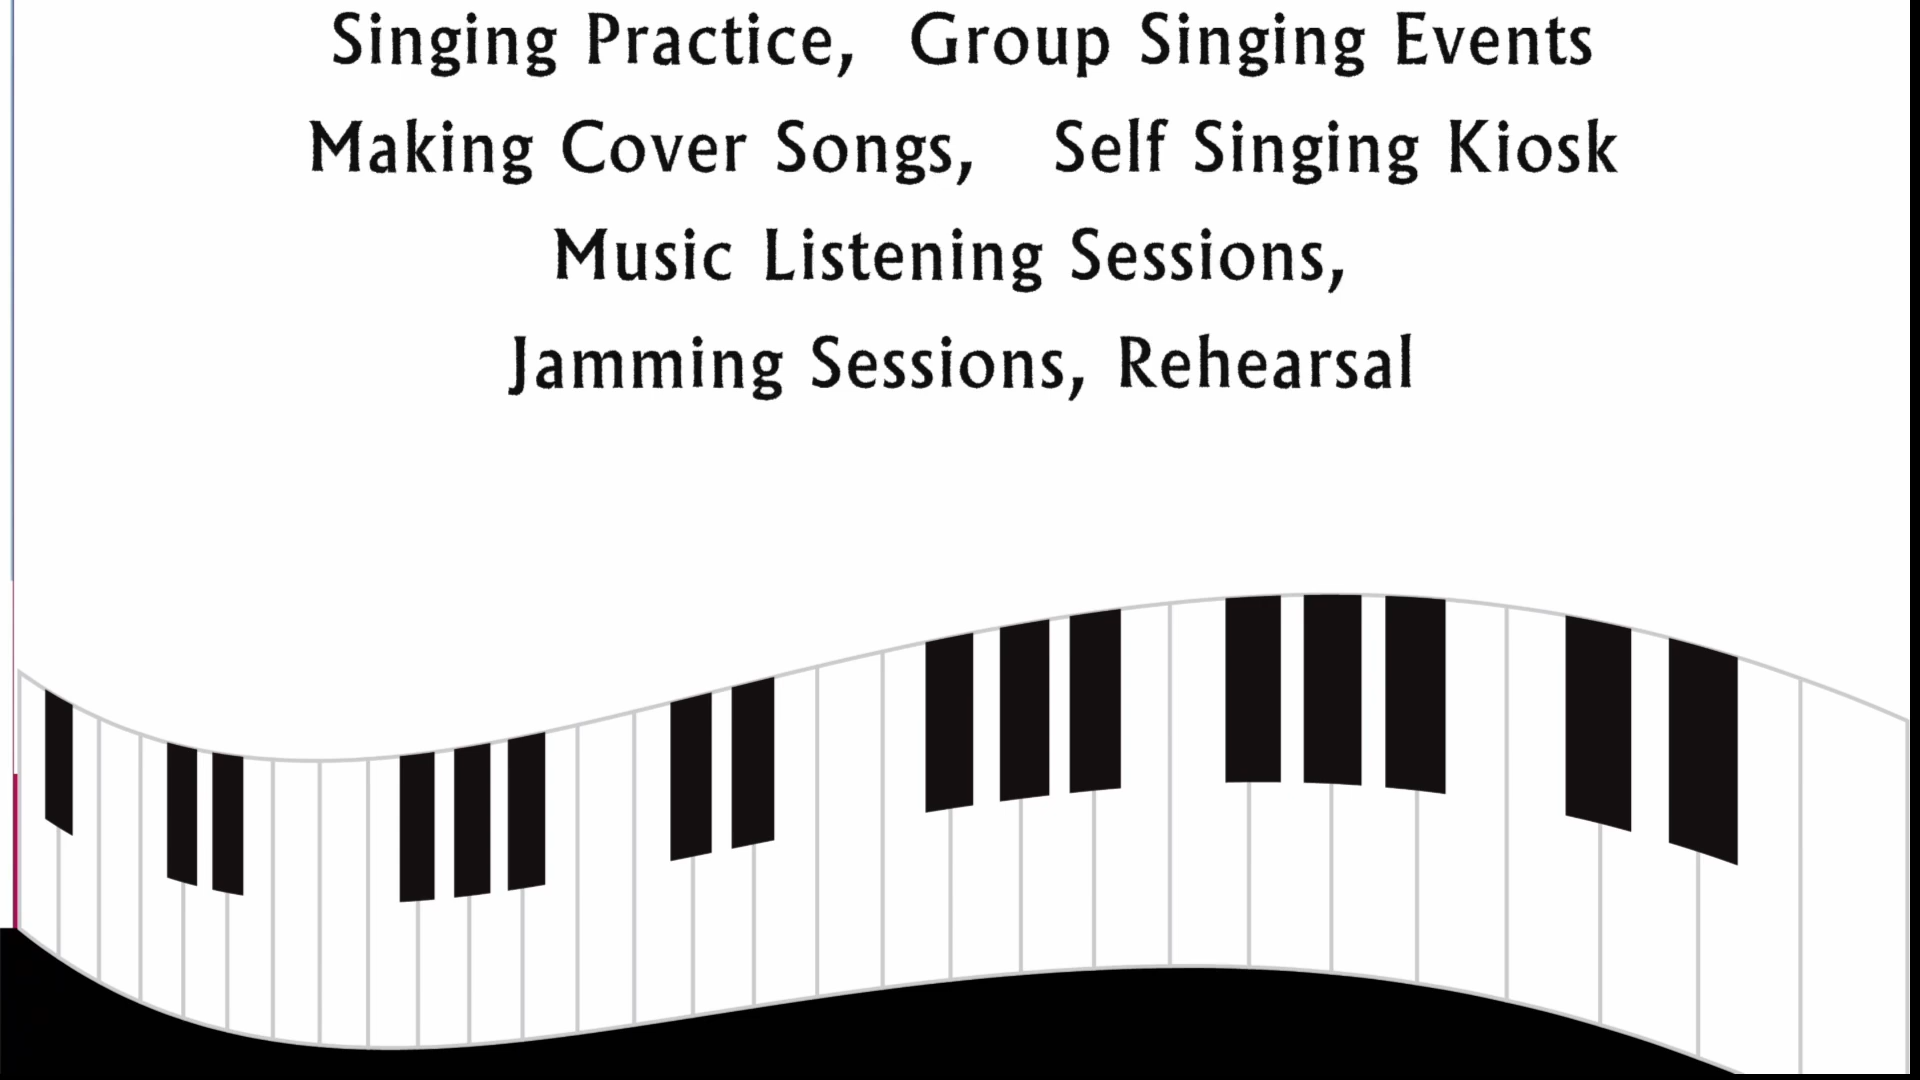 Singing Practice, Group Singing Events
Making Cover Songs, Self Singing Kiosk
Music Listening Sessions,
Jamming Sessions, Rehearsal